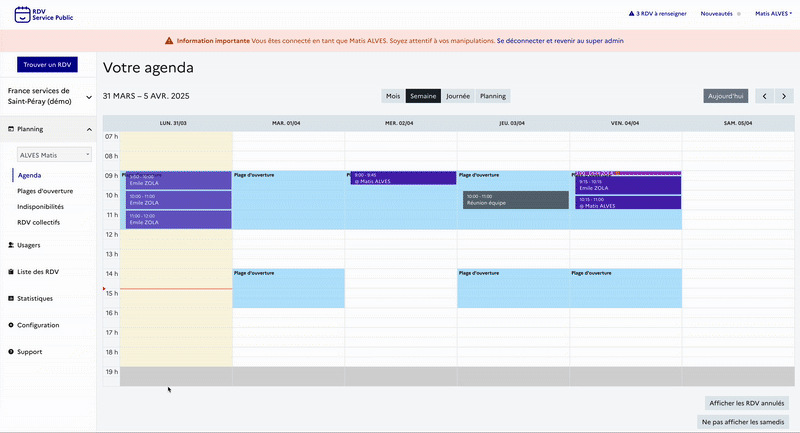 RDV
Service Public
3 RDV à renseigner
Nouveautés
Matis ALVES
Information importante Vous êtes connecté en tant que Matis ALVES. Soyez attentif à vos manipulations. Se déconnecter et revenir au super admin
Trouver un RDV
France services de
Saint-Péray (démo)
Planning
ALVES Matis
Agenda
Plages d'ouverture
Indisponibilités
RDV collectifs
Usagers
Liste des RDV
Statistiques
Configuration
Support
Votre agenda
31 MARS – 5 AVR. 2025
Mois
Semaine
Journée
Planning
Aujourd'hui
LUN. 31/03
MAR. 01/04
MER. 02/04
JEU. 03/04
VEN. 04/04
SAM. 05/04
07 h
08 h
09 h
10 h
11 h
12 h
13 h
14 h
15 h
16 h
17 h
18 h
19 h
9:00 - 10:00
Emile ZOLA
10:00 - 11:00
Emile ZOLA
11:00 - 12:00
Emile ZOLA
Plage d'ouverture
Plage d'ouverture
9:00 - 9:45
Matis ALVES
Plage d'ouverture
10:00 - 11:00
Réunion équipe
Plage d'ouverture
9:15 - 10:15
Emile ZOLA
10:15 - 11:00
Matis ALVES
Plage d'ouverture
Afficher les RDV annulés
Ne pas afficher les samedis